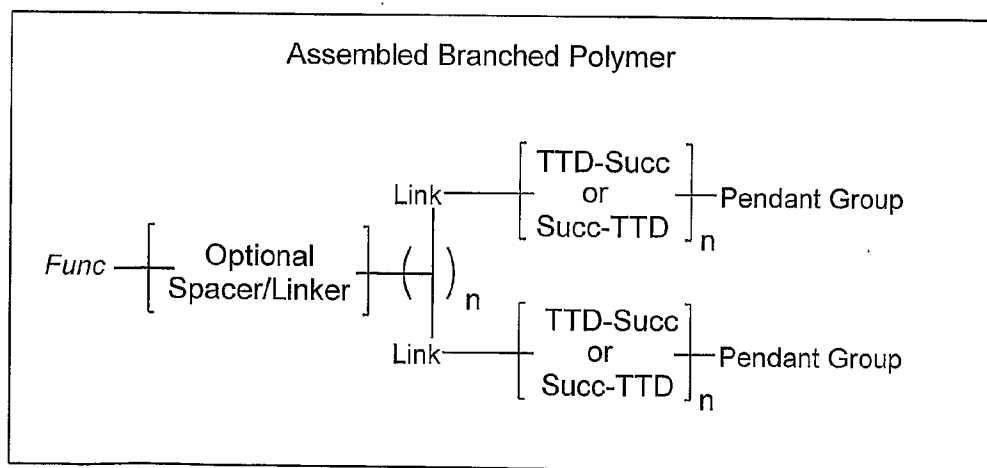 Assembled Branched Polymer
Link
TTD-Succ
or
Succ-TTD
n
Pendant Group
Func
Optional
Spacer/Linker
( )
n
Link
TTD-Succ
or
Succ-TTD
n
Pendant Group